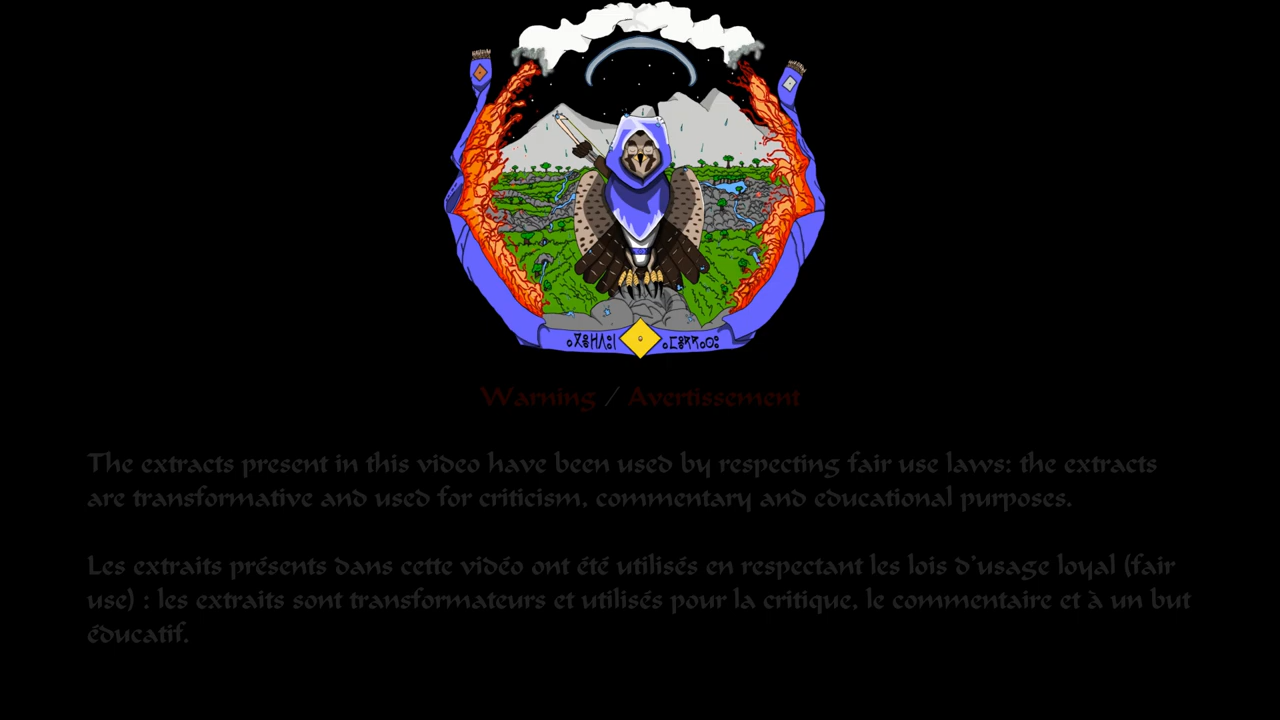 Warning / Avertissement
The extracts present in this video have been used by respecting fair use laws: the extracts
are transformative and used for criticism, commentary and educational purposes.
Les extraits présents dans cette vidéo ont été utilisés en respectant les lois d'usage loyal (fair
use) : les extraits sont transformateurs et utilisés pour la critique, le commentaire et à un but
éducatif.